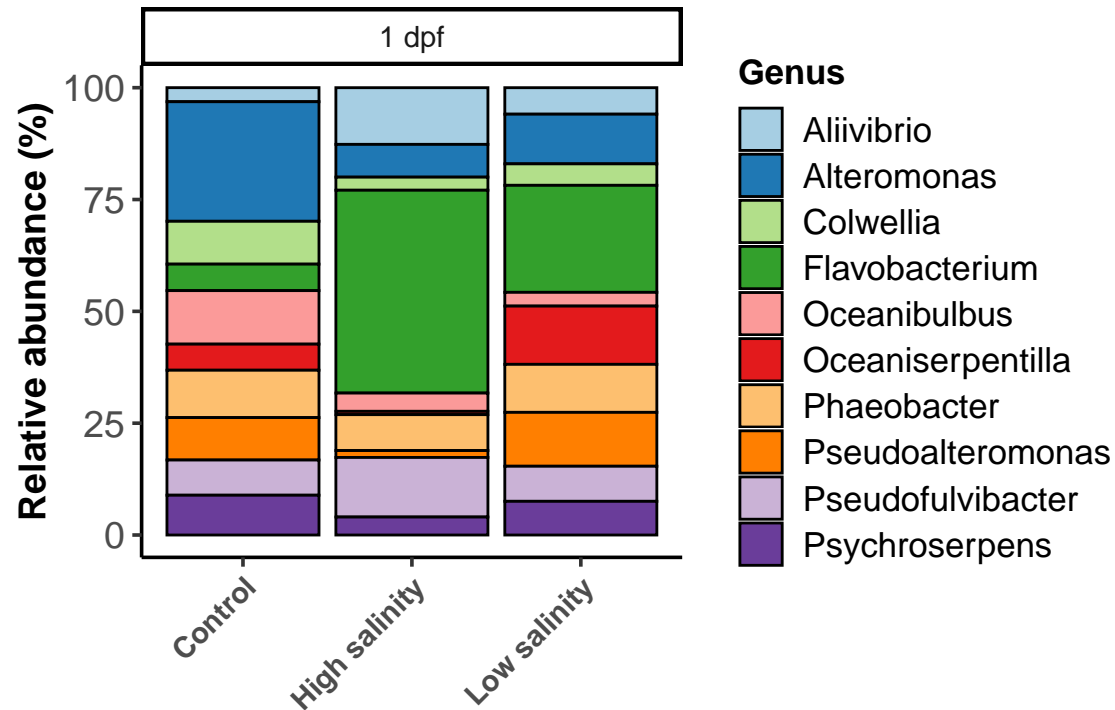 1 dpf
Relative abundance (%)
100
75
50
25
0
Control
High salinity
Low salinity
Genus
Aliivibrio
Alteromonas
Colwellia
Flavobacterium
Oceanibulbus
Oceaniserpentilla
Phaeobacter
Pseudoalteromonas
Pseudofulvibacter
Psychroserpens